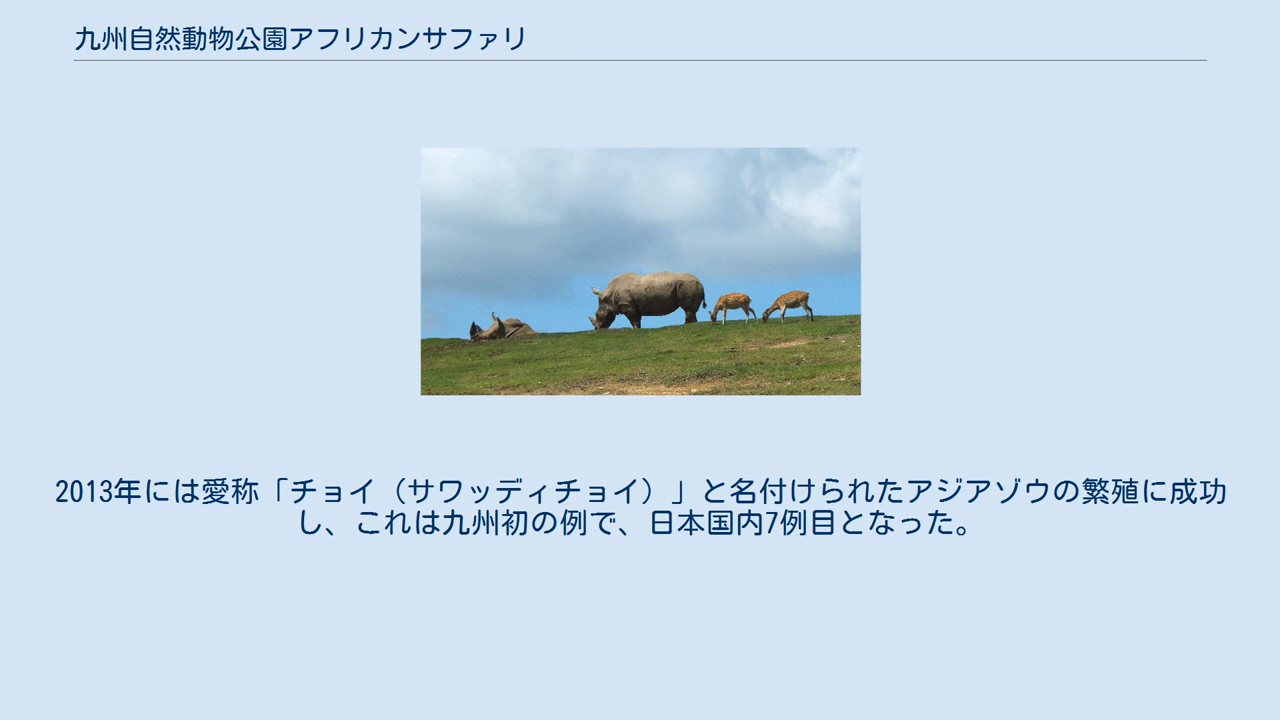 九州自然動物公園アフリカンサファリ
2013年には愛称「チョイ（サワッディチョイ）」と名付けられたアジアゾウの繁殖に成功
し、これは九州初の例で、日本国内7例目となった。